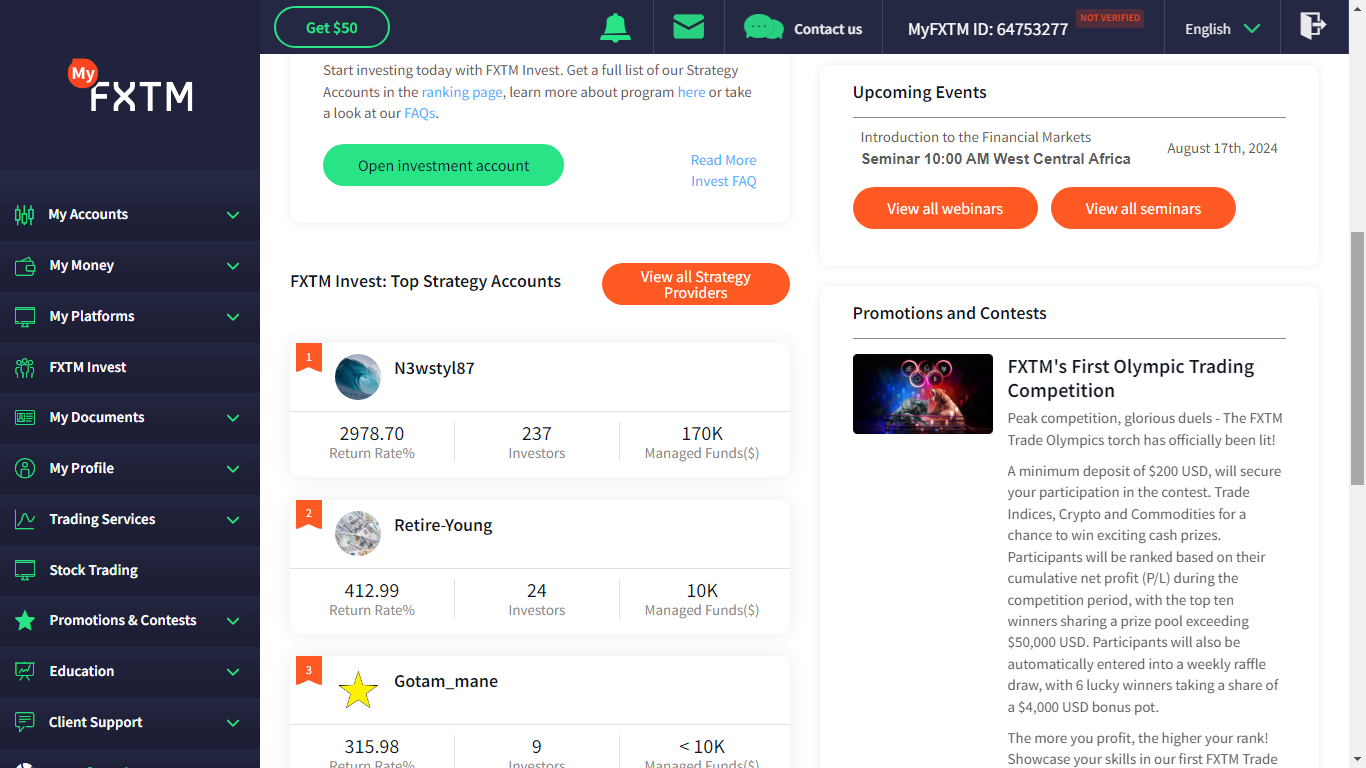 Get $50
Contact us
MyFXTM ID: 64753277
NOT VERIFIED
English
My
FXTM
My Accounts
My Money
My Platforms
FXTM Invest
My Documents
My Profile
Trading Services
Stock Trading
Promotions & Contests
Education
Client Support
Start investing today with FXTM Invest. Get a full list of our Strategy
Accounts in the ranking page, learn more about program here or take
a look at our FAQs.
Open investment account
Read More
Invest FAQ
FXTM Invest: Top Strategy Accounts
View all Strategy
Providers
1
N3wstyl87
2978.70
Return Rate%
237
Investors
170K
Managed Funds($)
2
Retire-Young
412.99
Return Rate%
24
Investors
10K
Managed Funds($)
3
Gotam_mane
315.98
Return Rate%
9
Investors
< 10K
Managed Funds($)
Upcoming Events
Introduction to the Financial Markets
Seminar 10:00 AM West Central Africa
August 17th, 2024
View all webinars
View all seminars
Promotions and Contests
FXTM's First Olympic Trading
Competition
Peak competition, glorious duels - The FXTM
Trade Olympics torch has officially been lit!
A minimum deposit of $200 USD, will secure
your participation in the contest. Trade
Indices, Crypto and Commodities for a
chance to win exciting cash prizes.
Participants will be ranked based on their
cumulative net profit (P/L) during the
competition period, with the top ten
winners sharing a prize pool exceeding
$50,000 USD. Participants will also be
automatically entered into a weekly raffle
draw, with 6 lucky winners taking a share of
a $4,000 USD bonus pot.
The more you profit, the higher your rank!
Showcase your skills in our first FXTM Trade